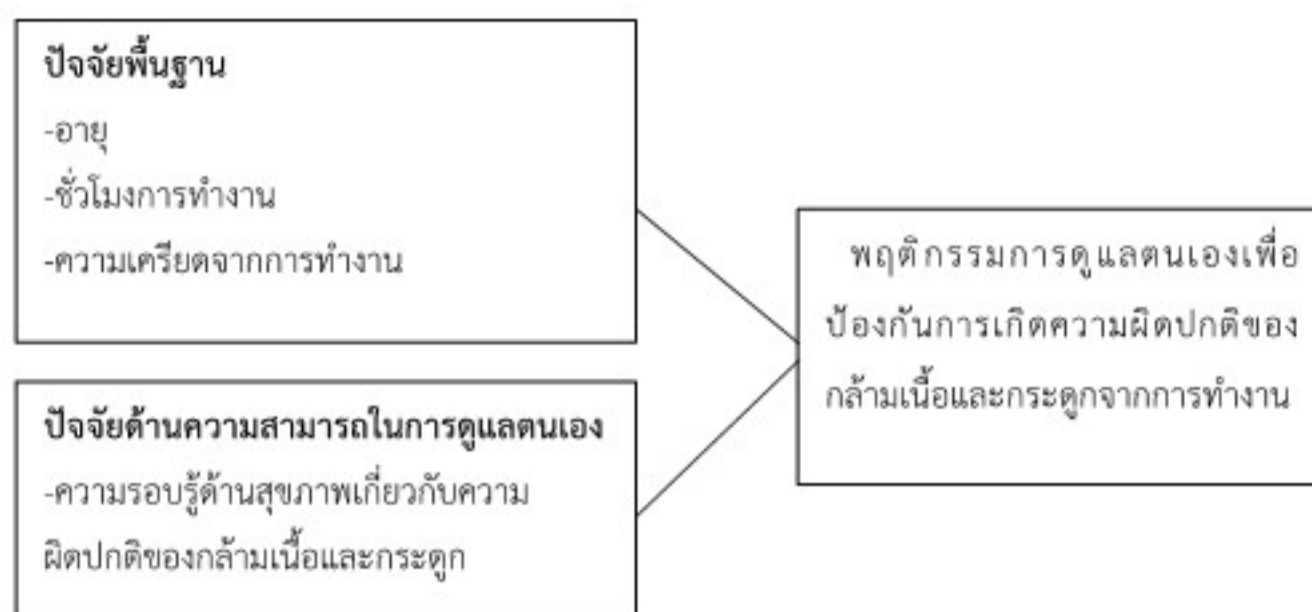 ปัจจัยพื้นฐาน
-อายุ
-ชั่วโมงการทำงาน
-ความเครียดจากการทำงาน
ปัจจัยด้านความสามารถในการดูแลตนเอง
-ความรอบรู้ด้านสุขภาพเกี่ยวกับความ
ผิดปกติของกล้ามเนื้อและกระดูก
พฤติกรรมการดูแลตนเองเพื่อ
ป้องกันการเกิดความผิดปกติของ
กล้ามเนื้อและกระดูกจากการทำงาน